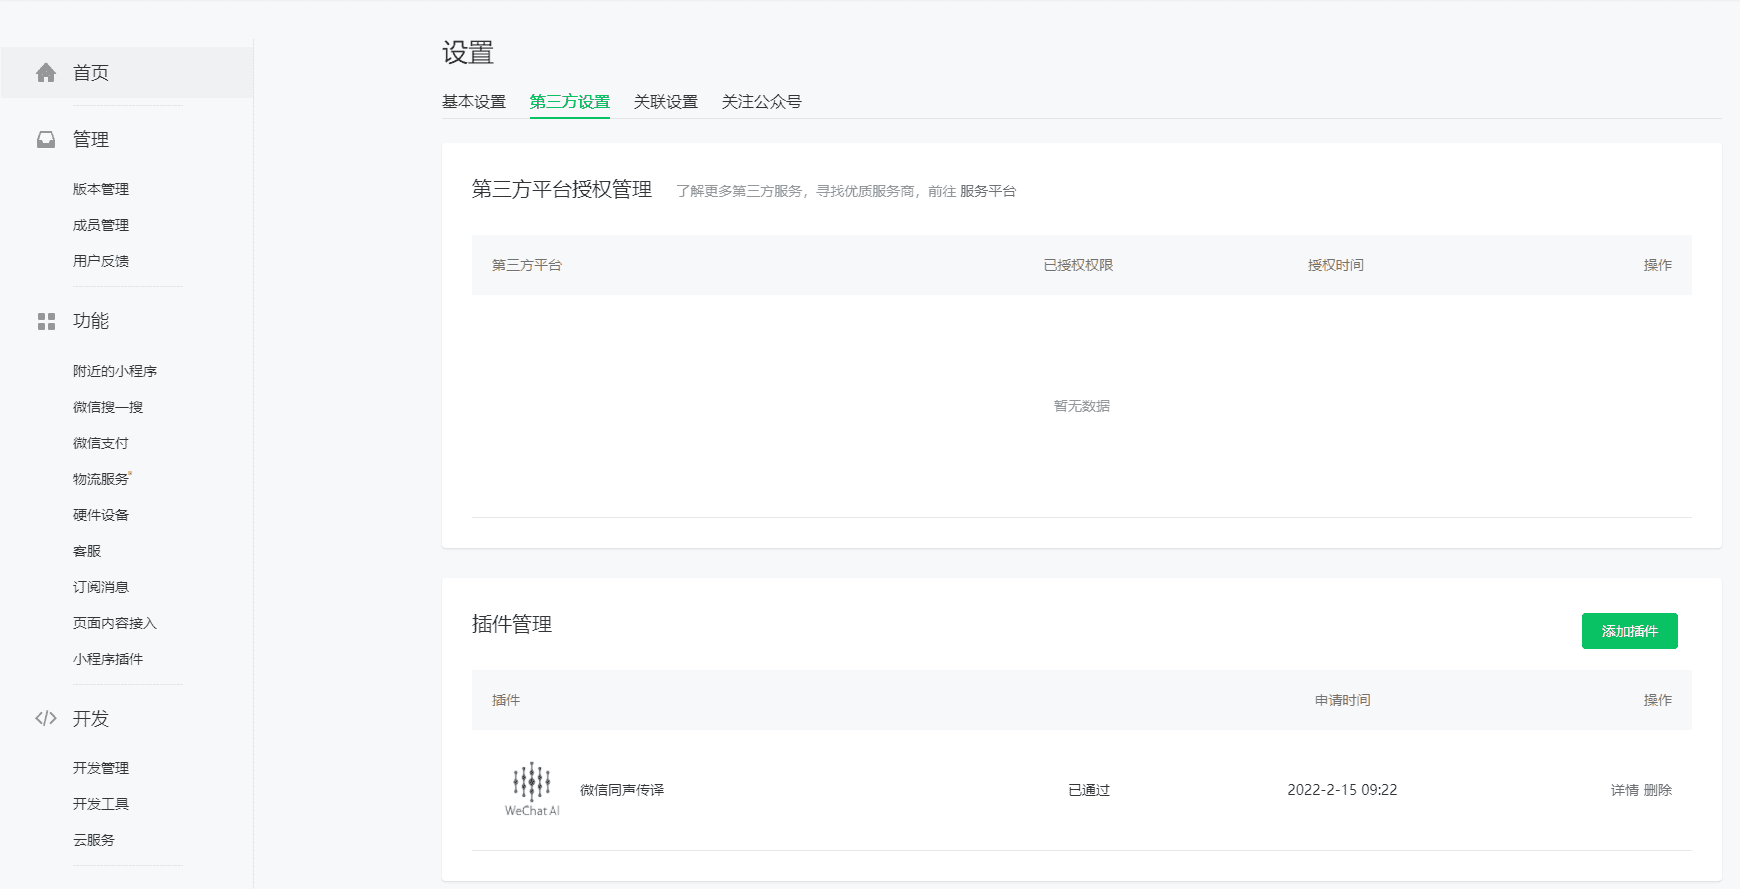 首页
管理
版本管理
成员管理
用户反馈
功能
附近的小程序
微信搜一搜
微信支付
物流服务
硬件设备
客服
订阅消息
页面内容接入
小程序插件
开发
开发管理
开发工具
云服务
设置
基本设置 第三方设置 关联设置 关注公众号
第三方平台授权管理 了解更多第三方服务，寻找优质服务商，前往 服务平台
第三方平台 已授权权限 授权时间 操作
暂无数据
插件管理 添加插件
插件 申请时间 操作
WeChat AI 微信同声传译 已通过 2022-2-15 09:22 详情 删除